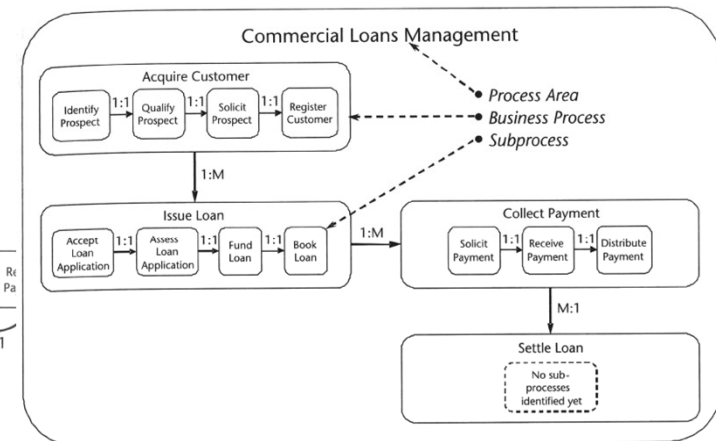 Commercial Loans Management
Acquire Customer
Identify
Prospect
1:1
Qualify
Prospect
1:1
Solicit
Prospect
1:1
Register
Customer
Process Area
Business Process
Subprocess
1:M
Issue Loan
Accept
Loan
Application
1:1
Assess
Loan
Application
1:1
Fund
Loan
1:1
Book
Loan
1:M
Collect Payment
Solicit
Payment
1:1
Receive
Payment
1:1
Distribute
Payment
M:1
Settle Loan
No sub-
processes
identified yet
Re
Pa
1